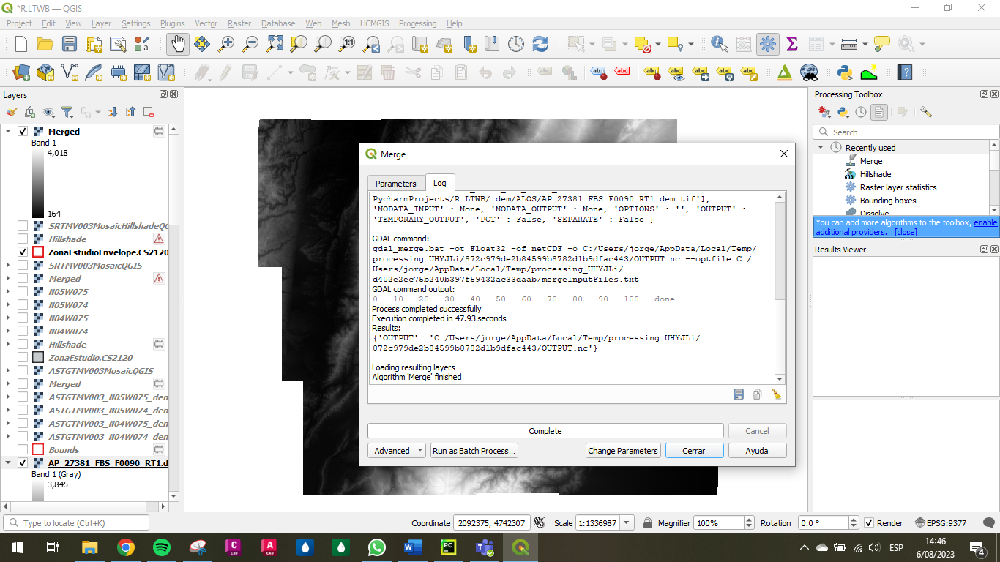 *R.LTWB — QGIS
Project Edit View Layer Settings Plugins Vector Raster Database Web Mesh HCMGIS Processing Help
Layers
Merged
Band 1
4,018
164
SRTMV003MosaicHillshadeQG
Hillshade
ZonaEstudioEnvelope.CS2120
SRTMV003MosaicQGIS
Merged
N05W075
N05W074
N04W075
N04W074
Hillshade
ZonaEstudio.CS2120
ASTGTMV003MosaicQGIS
Merged
ASTGTMV003_N05W075_dem
ASTGTMV003_N05W074_dem
ASTGTMV003_N04W075_dem
ASTGTMV003_N04W074_dem
Bounds
AP_27381_FBS_F0090_RT1.d
Band 1 (Gray)
3,845
Merge
Parameters Log
PycharmProjects/R.LTWB/.dem/ALOS/AP_27381_FBS_F0090_RT1.dem.tif'],
'NODATA_INPUT' : None, 'NODATA_OUTPUT' : None, 'OPTIONS' : '', 'OUTPUT' :
'TEMPORARY_OUTPUT', 'PCT' : False, 'SEPARATE' : False }
GDAL command:
gdal_merge.bat -ot Float32 -of netCDF -o C:/Users/jorge/AppData/Local/Temp/
processing_UHYJLi/872c979de2b84599b8782d1b9dfac443/OUTPUT.nc --optfile C:/
Users/jorge/AppData/Local/Temp/processing_UHYJLi/
d402e2ec75b240b397f59432ac33daab/mergeInputFiles.txt
GDAL command output:
0...10...20...30...40...50...60...70...80...90...100 - done.
Process completed successfully
Execution completed in 47.93 seconds
Results:
{'OUTPUT': 'C:/Users/jorge/AppData/Local/Temp/processing_UHYJLi/
872c979de2b84599b8782d1b9dfac443/OUTPUT.nc'}
Loading resulting layers
Algorithm 'Merge' finished
Complete
Cancel
Advanced Run as Batch Process... Change Parameters Cerrar Ayuda
Processing Toolbox
Search...
Recently used
Merge
Hillshade
Raster layer statistics
Bounding boxes
Dissolve
You can add more algorithms to the toolbox, enable
additional providers. [close]
Results Viewer
Type to locate (Ctrl+K)
Coordinate 2092375, 4742307 Scale 1:1336987 Magnifier 100% Rotation 0.0 ° Render EPSG:9377
ESP
14:46
6/08/2023
4